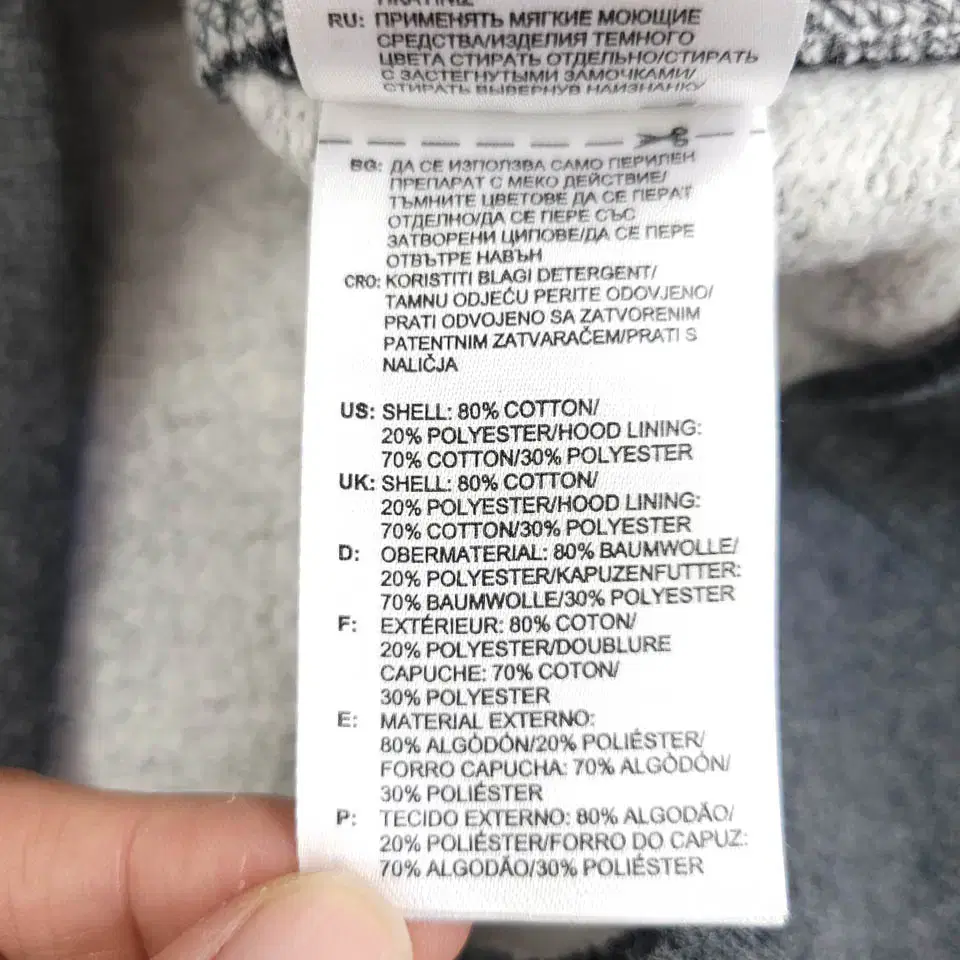 RU: ПРИМЕНЯТЬ МЯГКИЕ МОЮЩИЕ
СРЕДСТВА/ИЗДЕЛИЯ ТЕМНОГО
ЦВЕТА СТИРАТЬ ОТДЕЛЬНО/СТИРАТЬ
С ЗАСТЕГНУТЫМИ ЗАМОЧКАМИ/
СТИРАТЬ ВЫВЕРНУВ НАИЗНАНКУ
BG: ДА СЕ ИЗПОЛЗВА САМО ПЕРИЛЕН
ПРЕПАРАТ С МЕКО ДЕЙСТВИЕ/
ТЪМНИТЕ ЦВЕТОВЕ ДА СЕ ПЕРАТ
ОТДЕЛНО/ДА СЕ ПЕРЕ СЪС
ЗАТВОРЕНИ ЦИПОВЕ/ДА СЕ ПЕРЕ
ОТВЪТРЕ НАВЪН
CRO: KORISTITI BLAGI DETERGENT/
TAMNU ODJEĆU PERITE ODOVJENO/
PRATI ODVOJENO SA ZATVORENIM
PATENTNIM ZATVARAČEM/PRATI S
NALIČJA
US: SHELL: 80% COTTON/
20% POLYESTER/HOOD LINING:
70% COTTON/30% POLYESTER
UK: SHELL: 80% COTTON/
20% POLYESTER/HOOD LINING:
70% COTTON/30% POLYESTER
D: OBERMATERIAL: 80% BAUMWOLLE/
20% POLYESTER/KAPUZENFUTTER:
70% BAUMWOLLE/30% POLYESTER
F: EXTÉRIEUR: 80% COTON/
20% POLYESTER/DOUBLURE
CAPUCHE: 70% COTON/
30% POLYESTER
E: MATERIAL EXTERNO:
80% ALGÒDÓN/20% POLIÉSTER/
FORRO CAPUCHA: 70% ALGÒDÓN/
30% POLIÉSTER
P: TECIDO EXTERNO: 80% ALGODÃO/
20% POLIÉSTER/FORRO DO CAPUZ:
70% ALGODÃO/30% POLIÉSTER